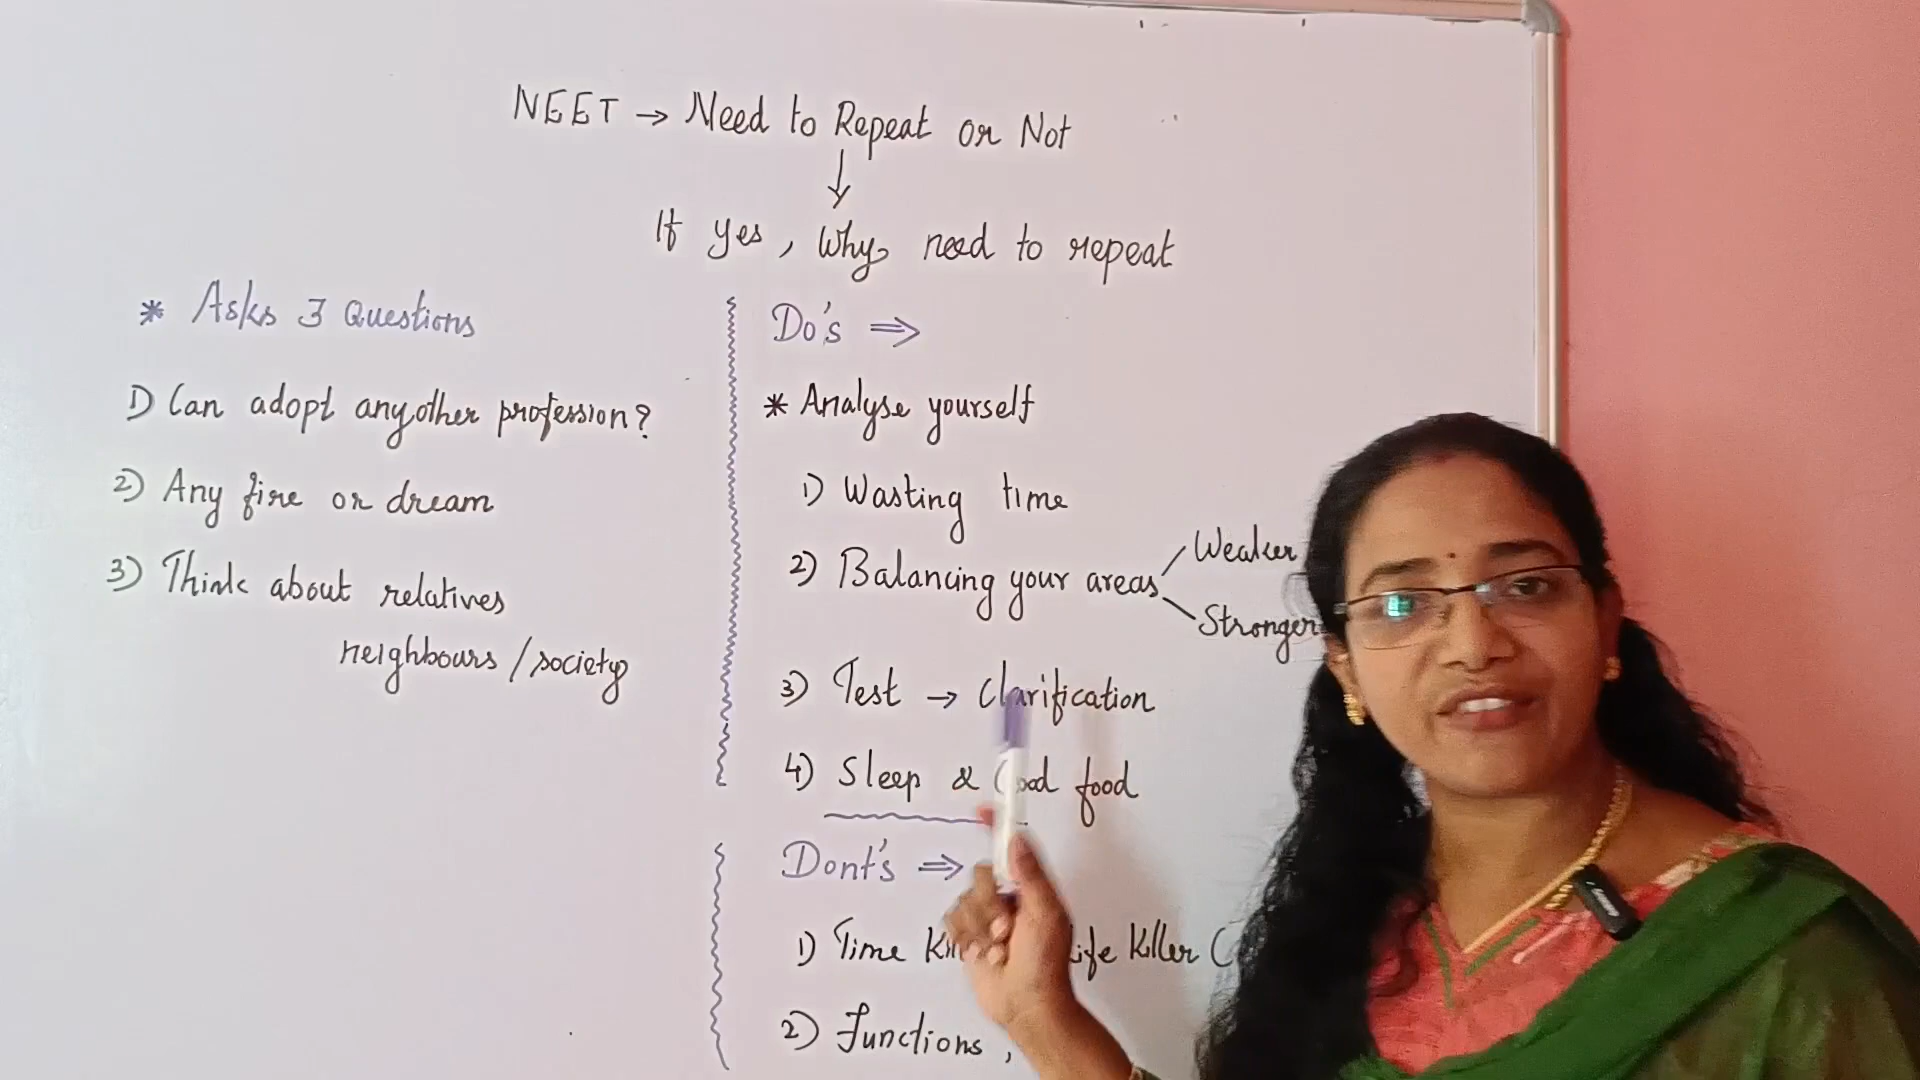 NEET → Need to Repeat or Not
↓
If yes, Why need to repeat
* Asks 3 Questions
1) Can adopt anyother profession?
2) Any fire or dream
3) Think about relatives
neighbours / society
Do's ⇒
* Analyse yourself
1) Wasting time
2) Balancing your areas
Weaker
Stronger
3) Test → Clarification
4) Sleep & Good food
Dont's ⇒
1) Time Life Killer (
2) Functions,